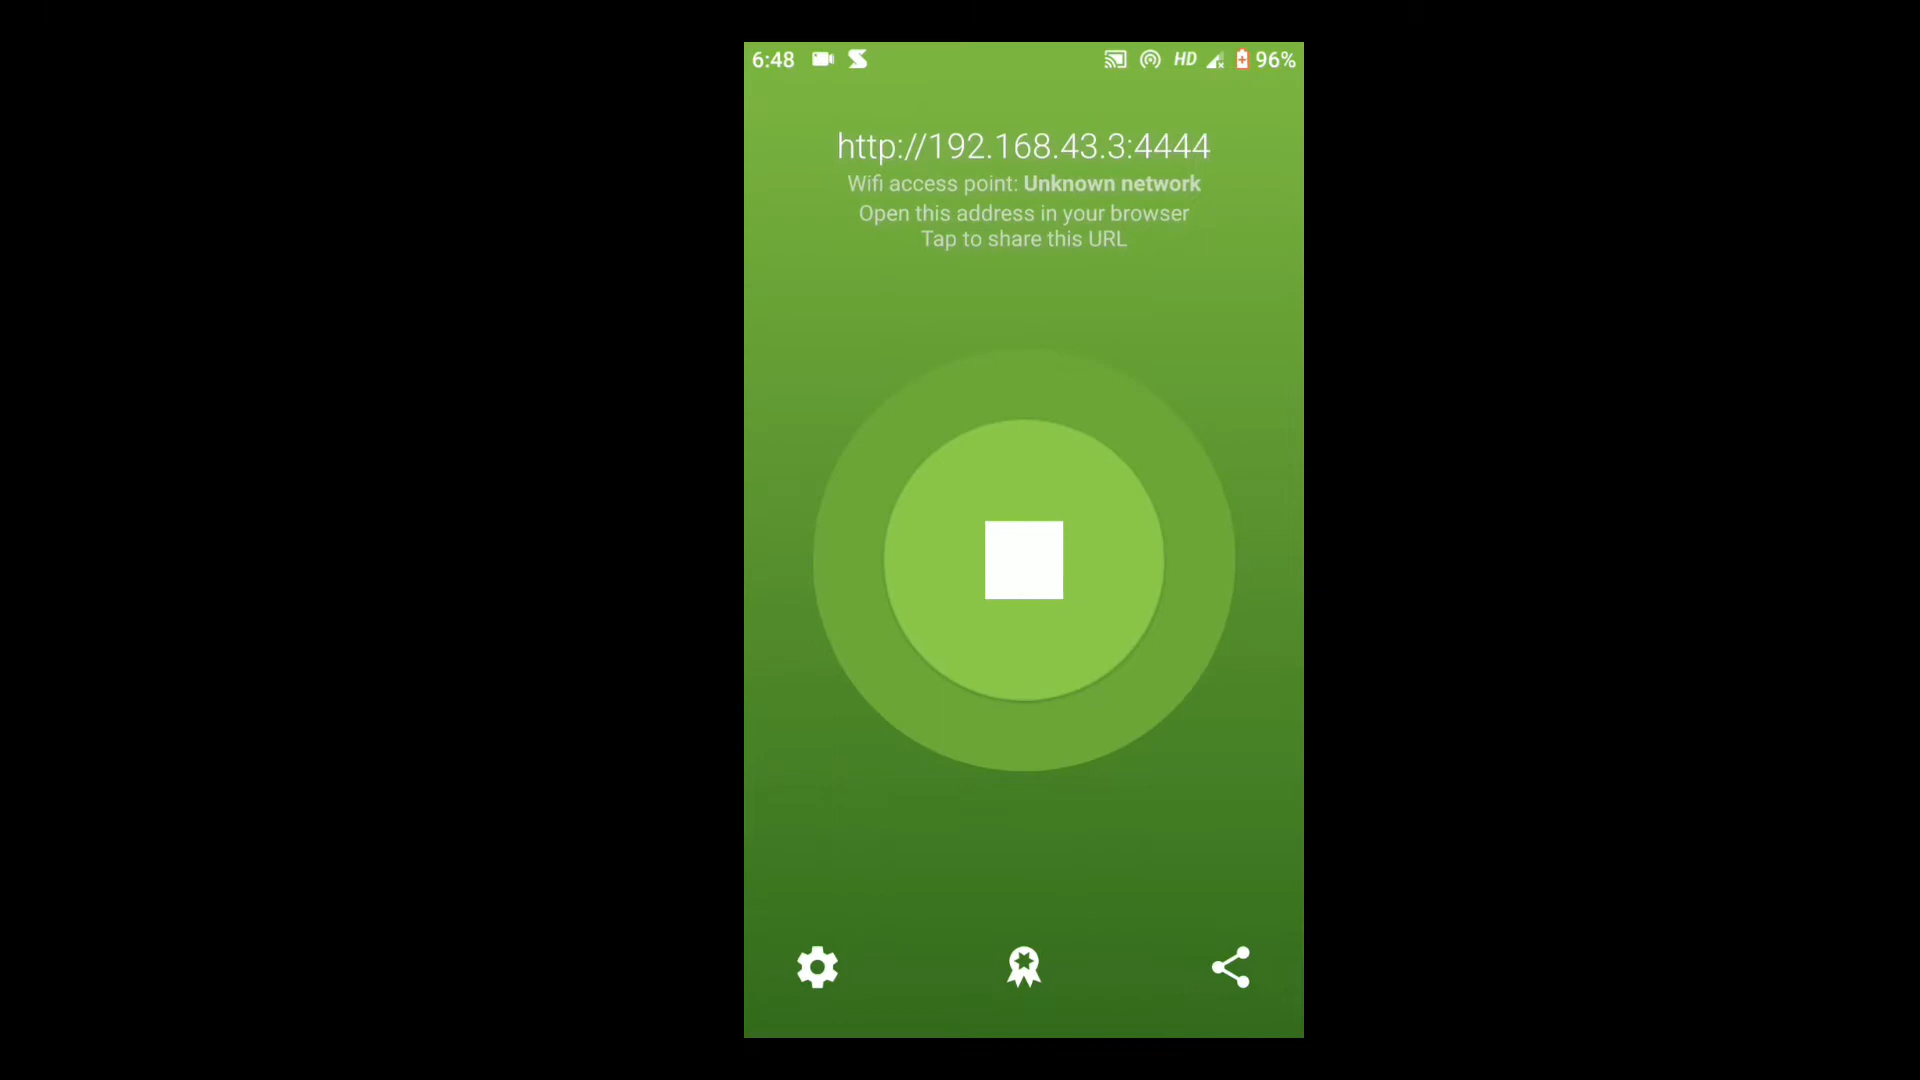 6:48 HD 96%
http://192.168.43.3:4444
Wifi access point: Unknown network
Open this address in your browser
Tap to share this URL